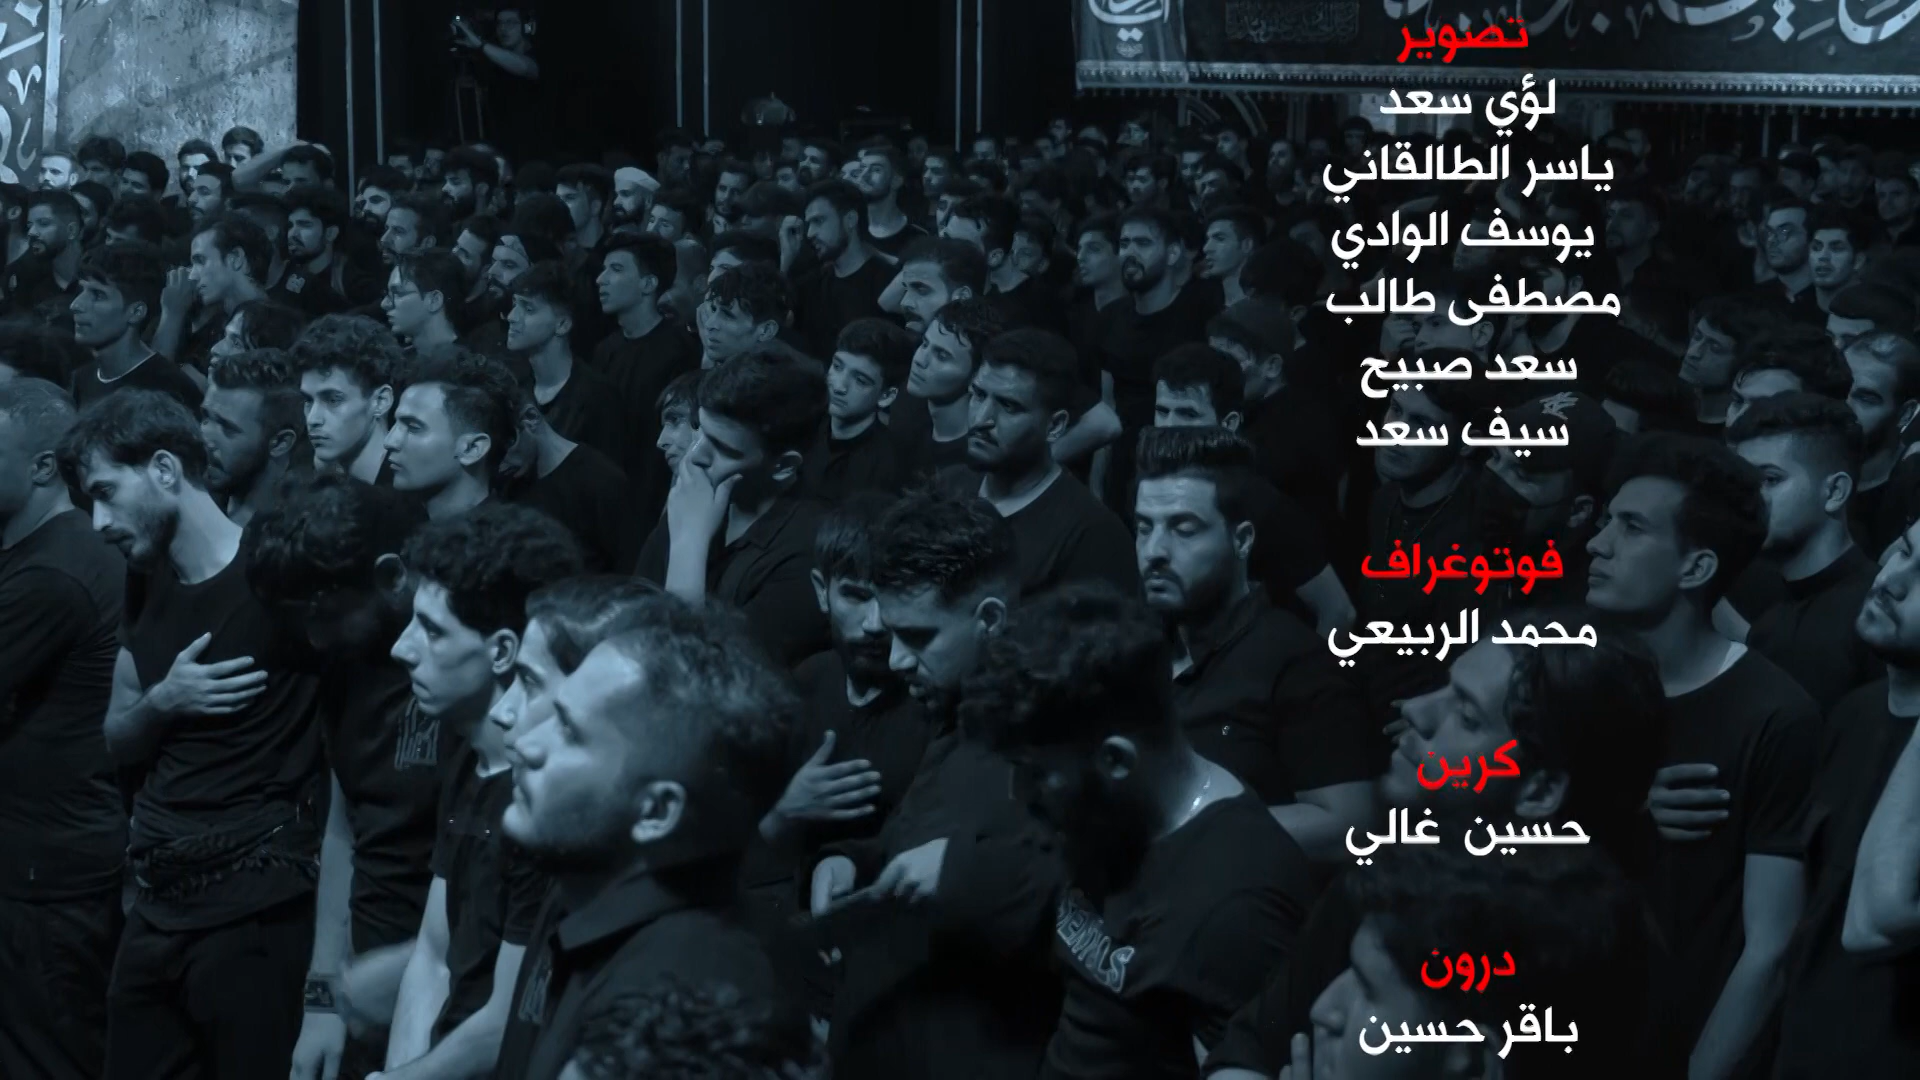 تصوير
لؤي سعد
ياسر الطالقاني
يوسف الوادي
مصطفى طالب
سعد صبيح
سيف سعد
فوتوغراف
محمد الربيعي
كرين
حسين غالي
درون
باقر حسين